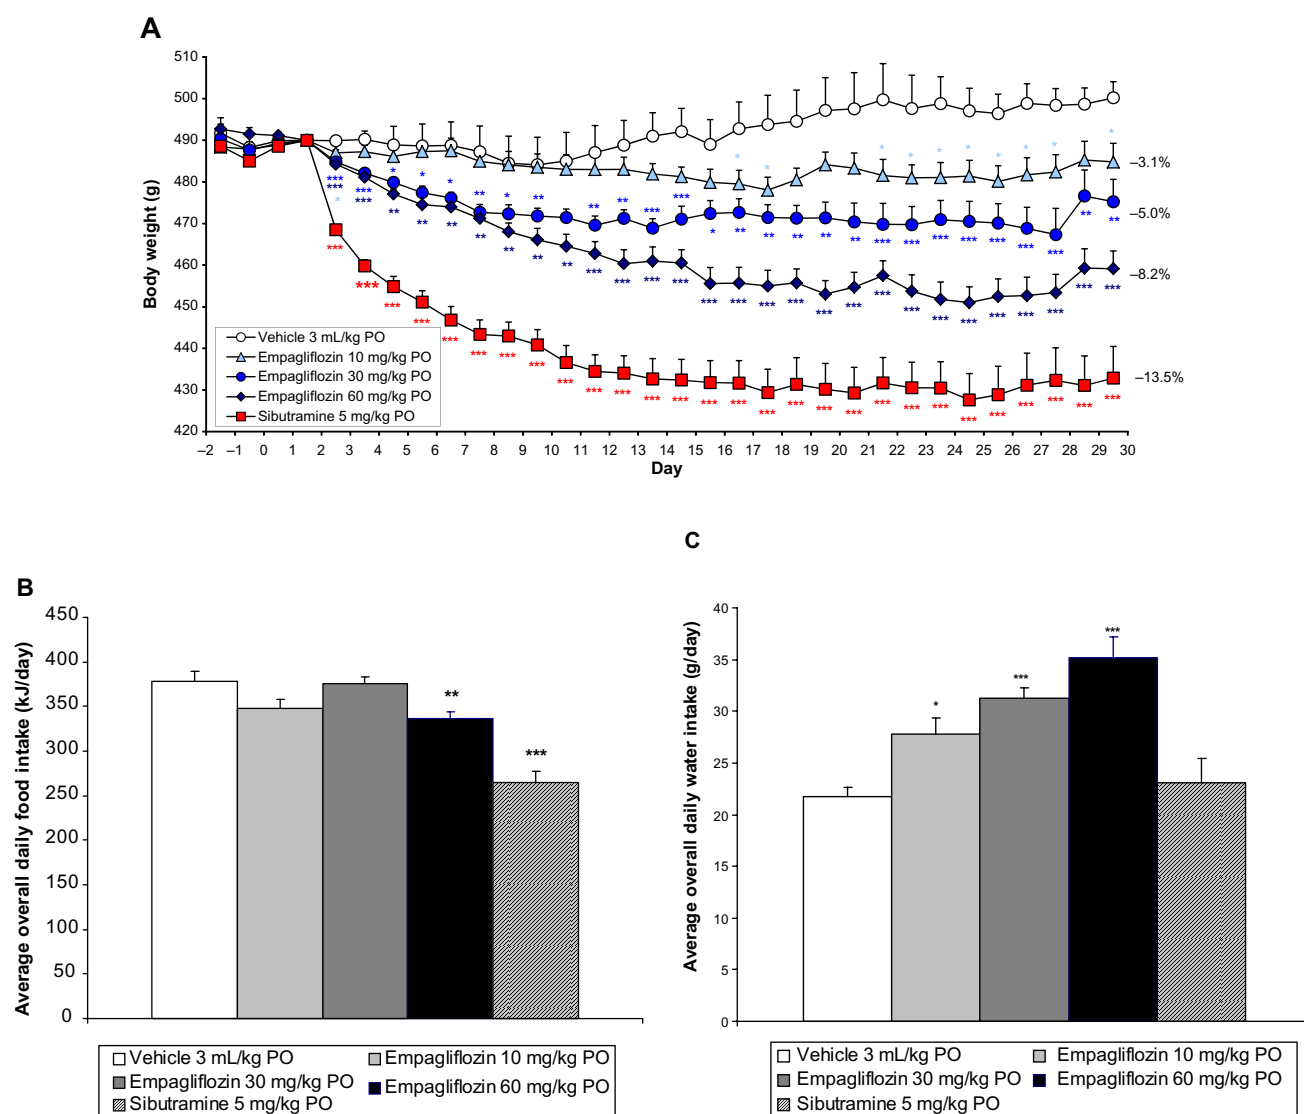 A
510
500
490
480
470
460
450
440
430
420
Body weight (g)
–3.1%
–5.0%
–8.2%
–13.5%
Vehicle 3 mL/kg PO
Empagliflozin 10 mg/kg PO
Empagliflozin 30 mg/kg PO
Empagliflozin 60 mg/kg PO
Sibutramine 5 mg/kg PO
–2 –1 0 1 2 3 4 5 6 7 8 9 10 11 12 13 14 15 16 17 18 19 20 21 22 23 24 25 26 27 28 29 30
Day
B
450
400
350
300
250
200
150
100
50
0
Average overall daily food intake (kJ/day)
**
***
Vehicle 3 mL/kg PO
Empagliflozin 10 mg/kg PO
Empagliflozin 30 mg/kg PO
Empagliflozin 60 mg/kg PO
Sibutramine 5 mg/kg PO
C
40
35
30
25
20
15
10
5
0
Average overall daily water intake (g/day)
*
***
***
Vehicle 3 mL/kg PO
Empagliflozin 10 mg/kg PO
Empagliflozin 30 mg/kg PO
Empagliflozin 60 mg/kg PO
Sibutramine 5 mg/kg PO